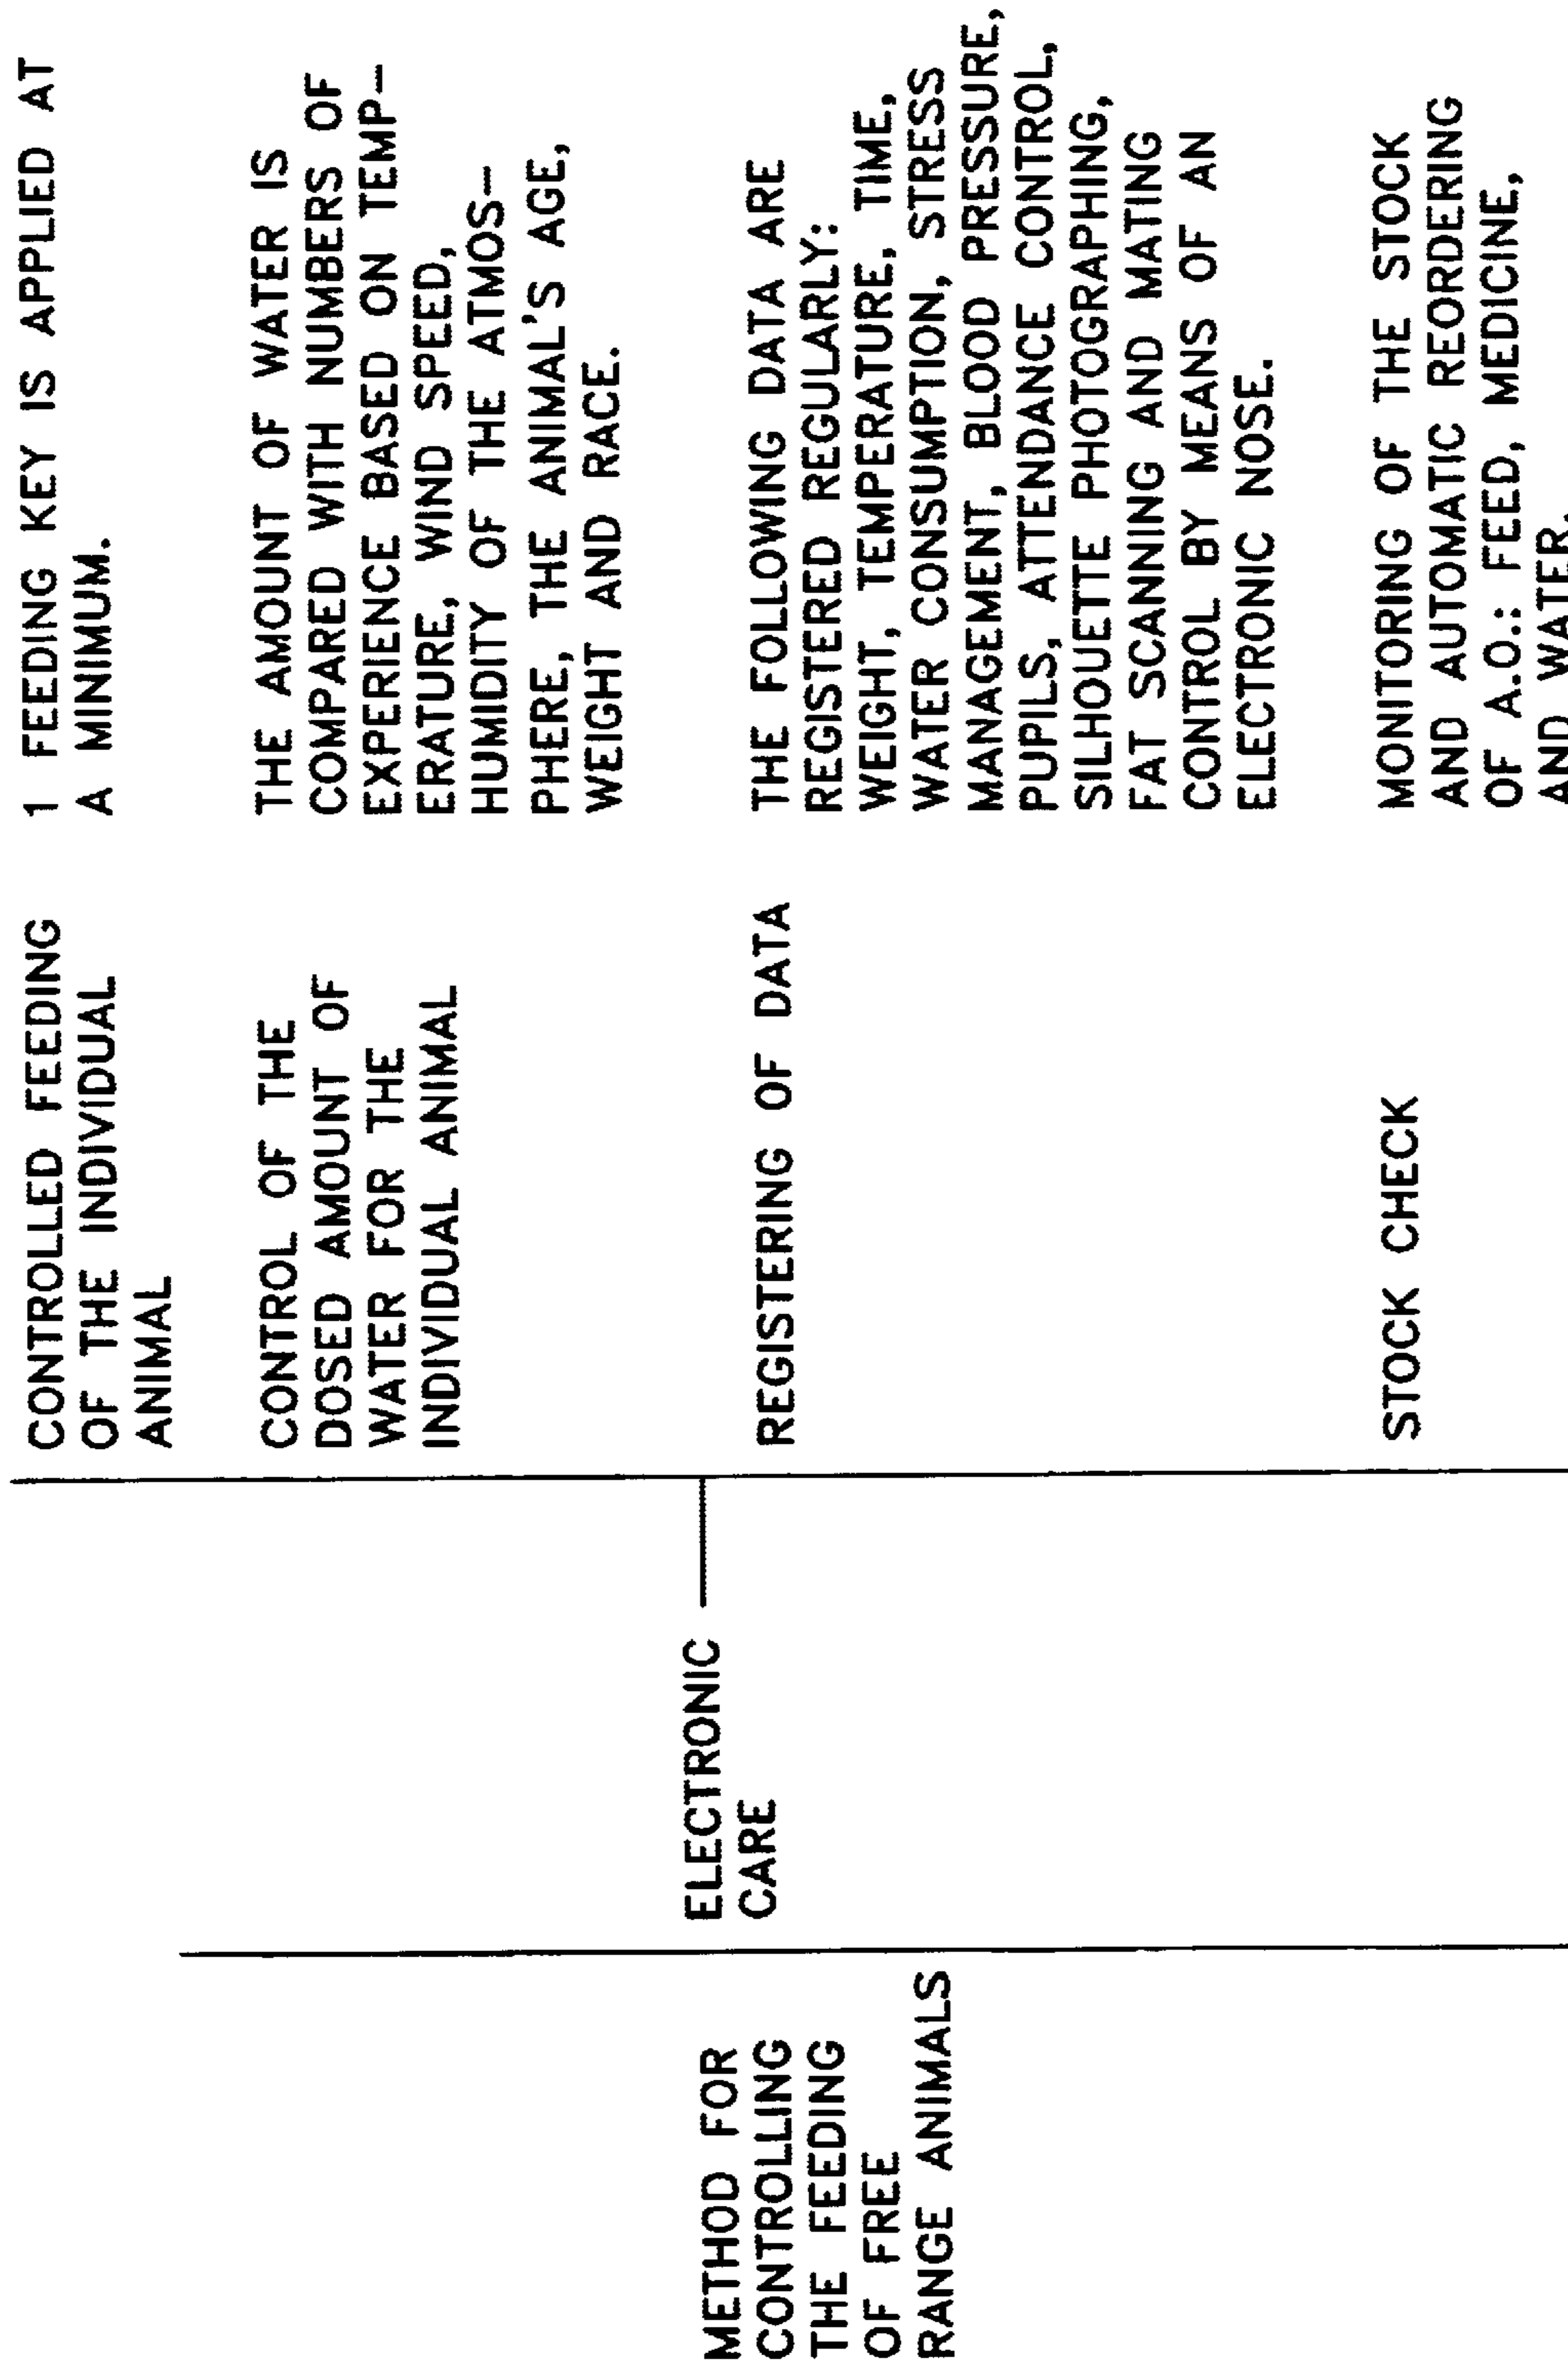 METHOD FOR
CONTROLLING
THE FEEDING
OF FREE
RANGE ANIMALS
ELECTRONIC
CARE
CONTROLLED FEEDING
OF THE INDIVIDUAL
ANIMAL
1 FEEDING KEY IS APPLIED AT
A MINIMUM.
CONTROL OF THE
DOSED AMOUNT OF
WATER FOR THE
INDIVIDUAL ANIMAL
THE AMOUNT OF WATER IS
COMPARED WITH NUMBERS OF
EXPERIENCE BASED ON TEMP-
ERATURE, WIND SPEED,
HUMIDITY OF THE ATMOS-
PHERE, THE ANIMAL'S AGE,
WEIGHT AND RACE.
REGISTERING OF DATA
THE FOLLOWING DATA ARE
REGISTERED REGULARLY:
WEIGHT, TEMPERATURE, TIME,
WATER CONSUMPTION, STRESS
MANAGEMENT, BLOOD PRESSURE,
PUPILS, ATTENDANCE CONTROL,
SILHOUETTE PHOTOGRAPHING,
FAT SCANNING AND MATING
CONTROL BY MEANS OF AN
ELECTRONIC NOSE.
STOCK CHECK
MONITORING OF THE STOCK
AND AUTOMATIC REORDERING
OF A.O.: FEED, MEDICINE,
AND WATER.